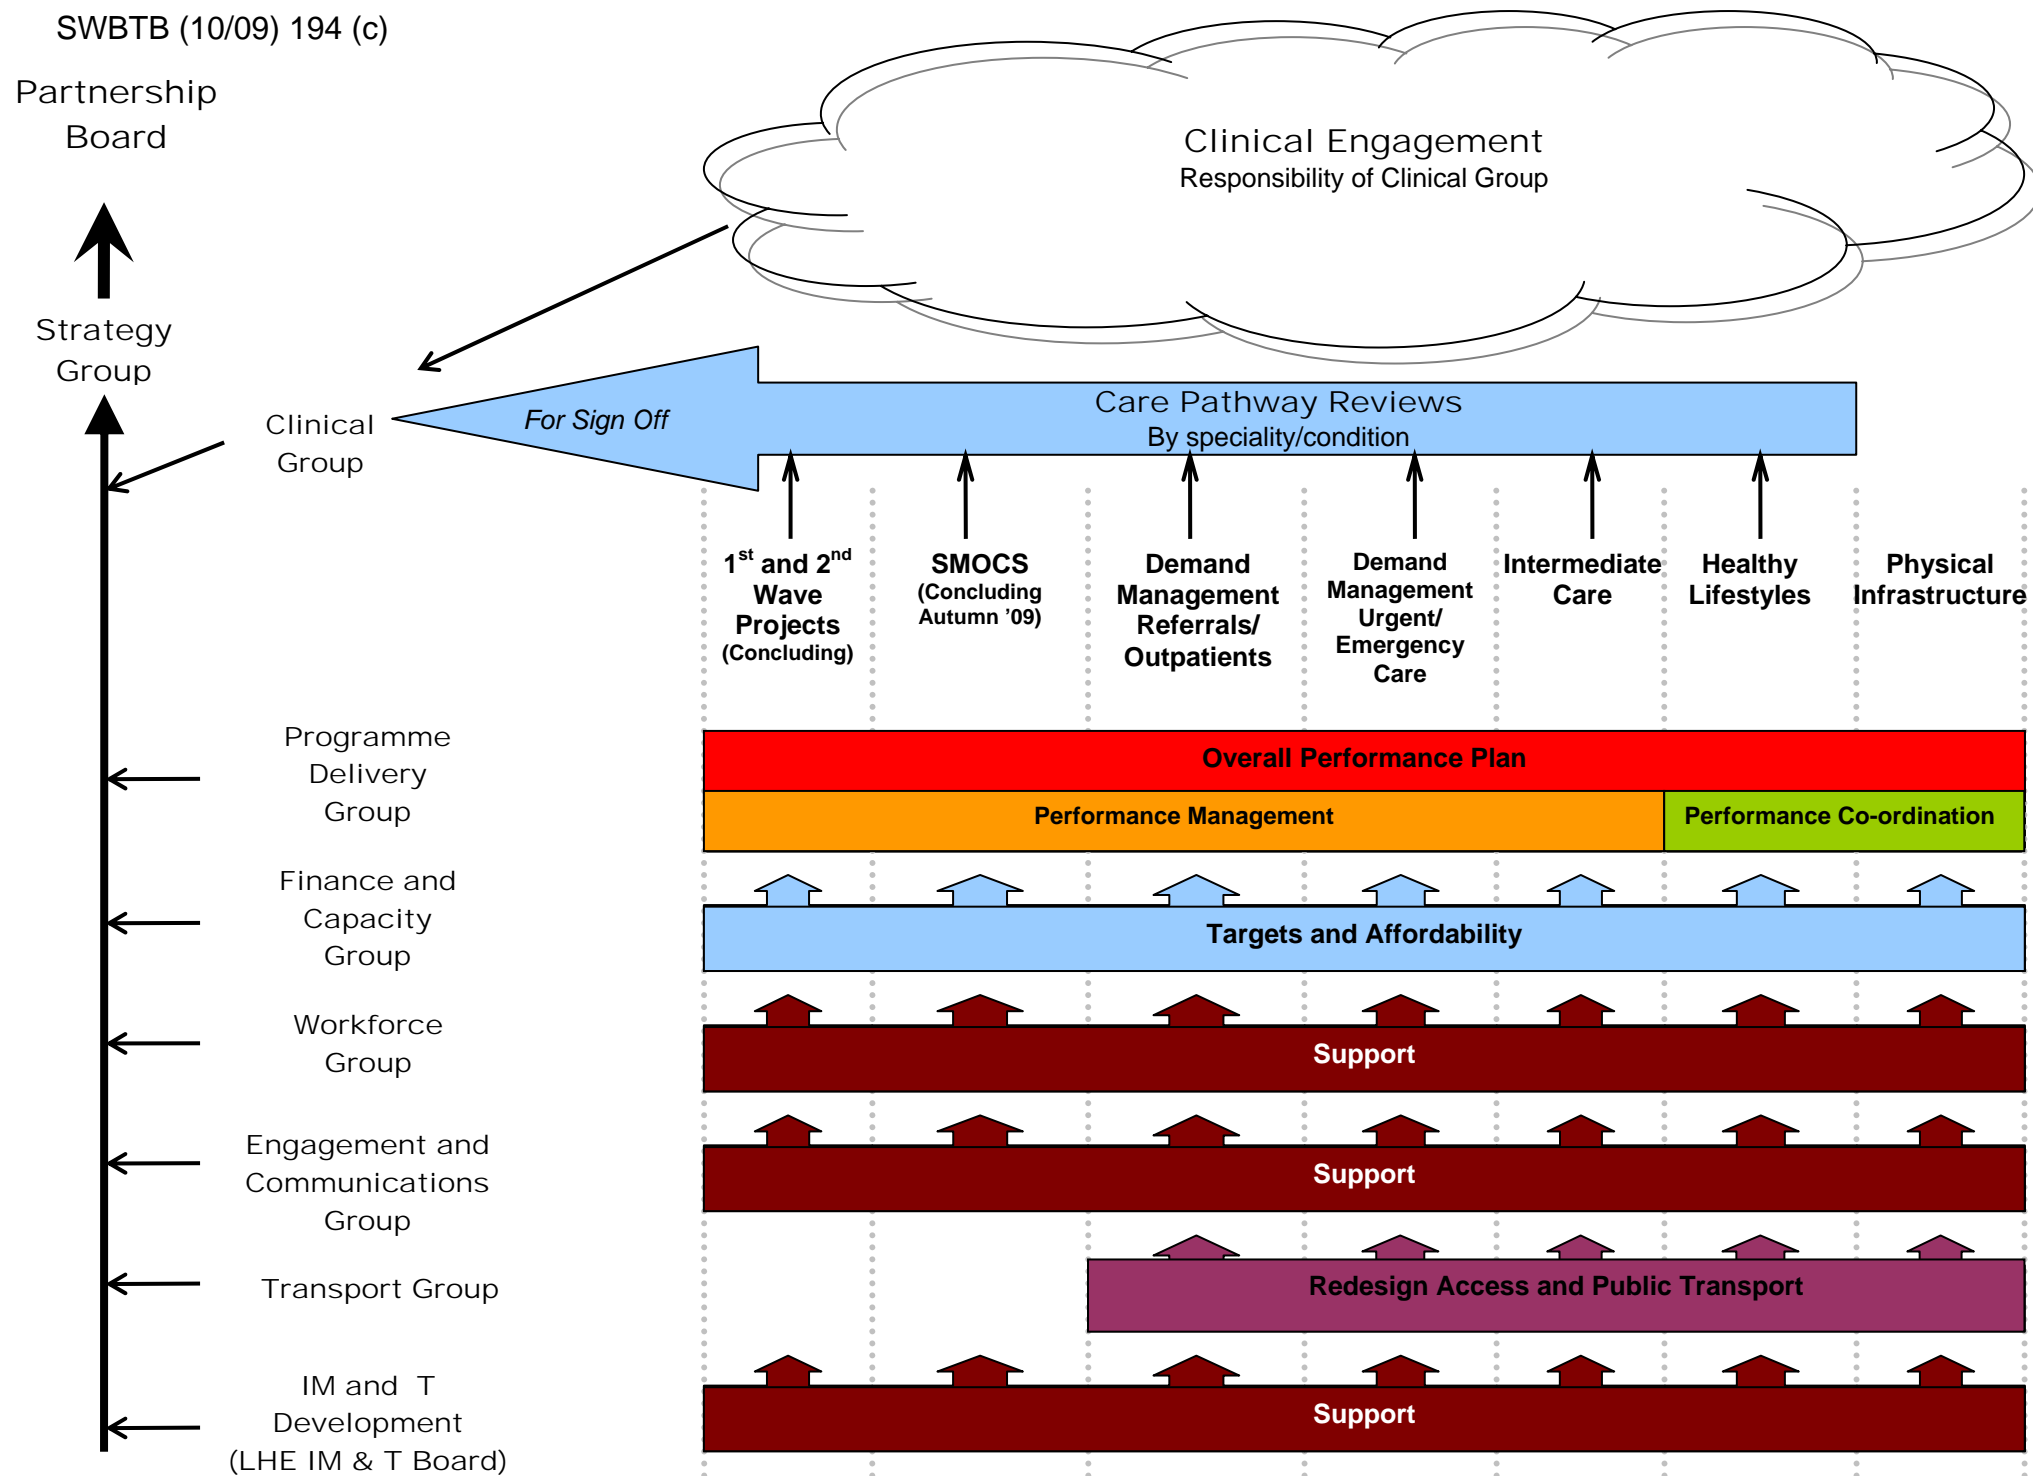 SWBTB (10/09) 194 (c)
Partnership
Board
Clinical Engagement
Responsibility of Clinical Group
Strategy
Group
Clinical
Group
For Sign Off
Care Pathway Reviews
By speciality/condition
1st and 2nd
Wave
Projects
(Concluding)
SMOCS
(Concluding
Autumn ’09)
Demand
Management
Referrals/
Outpatients
Demand
Management
Urgent/
Emergency
Care
Intermediate
Care
Healthy
Lifestyles
Physical
Infrastructure
Programme
Delivery
Group
Overall Performance Plan
Performance Management
Performance Co-ordination
Finance and
Capacity
Group
Targets and Affordability
Workforce
Group
Support
Engagement and
Communications
Group
Support
Transport Group
Redesign Access and Public Transport
IM and T
Development
(LHE IM & T Board)
Support